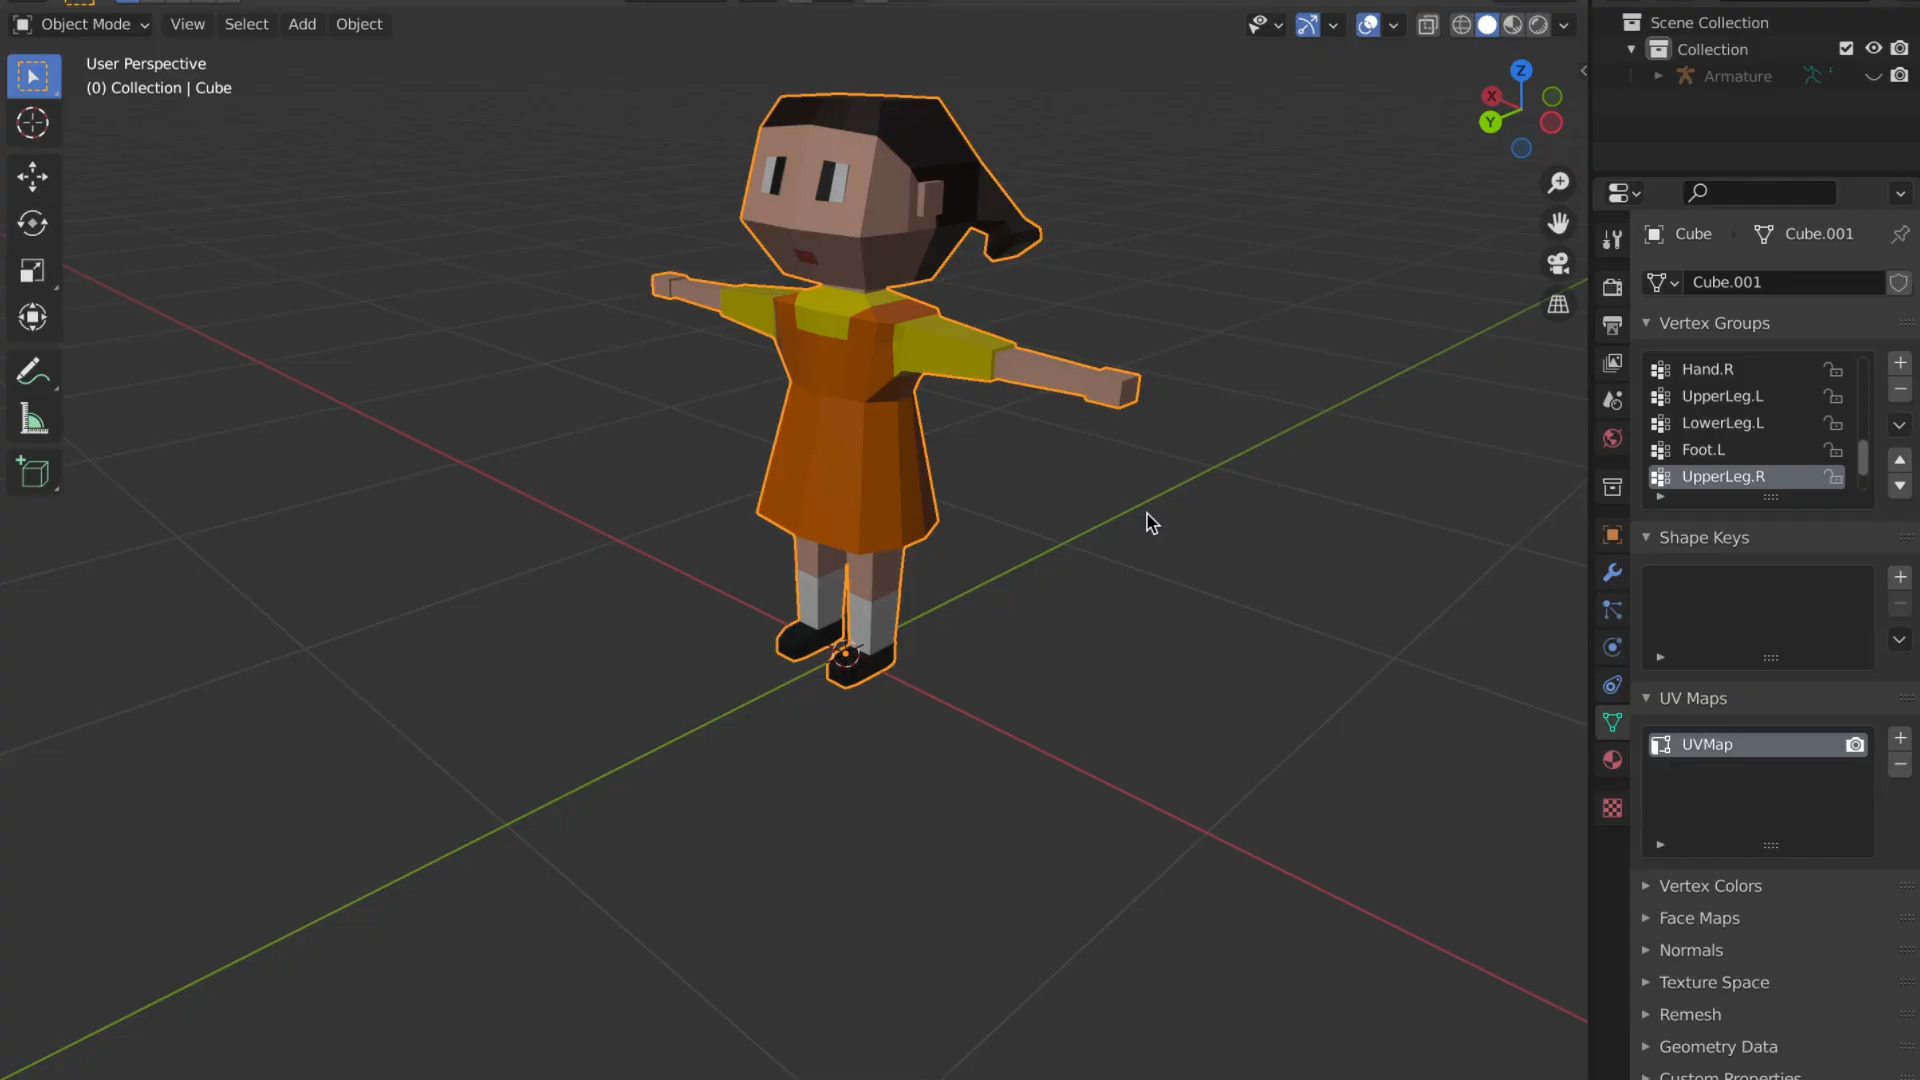 Object Mode View Select Add Object
User Perspective
(0) Collection | Cube
Z
X
Y
Scene Collection
Collection
Armature
Cube Cube.001
Cube.001
Vertex Groups
Hand.R
UpperLeg.L
LowerLeg.L
Foot.L
UpperLeg.R
Shape Keys
UV Maps
UVMap
Vertex Colors
Face Maps
Normals
Texture Space
Remesh
Geometry Data
Custom Properties